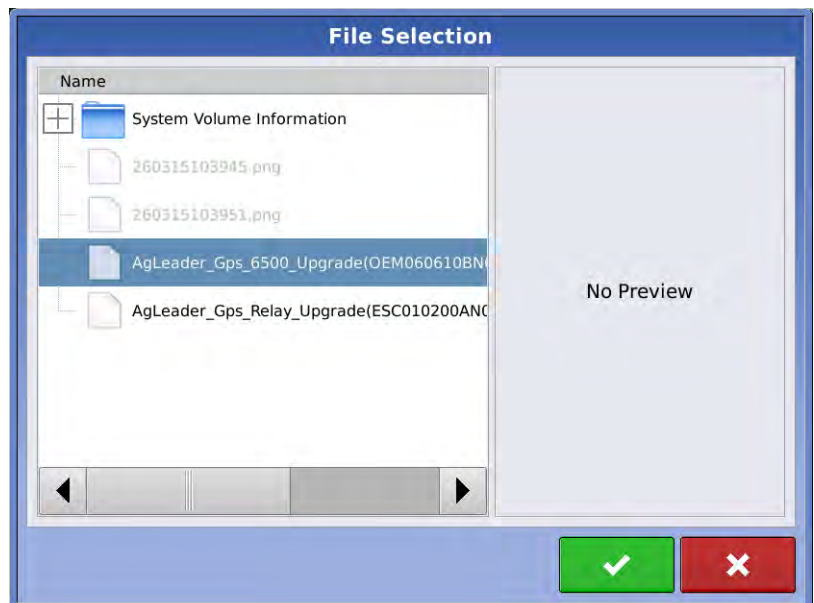 File Selection
Name
System Volume Information
260315103945.png
260315103951.png
AgLeader_Gps_6500_Upgrade(OEM060610BN
AgLeader_Gps_Relay_Upgrade(ESC010200AN
No Preview